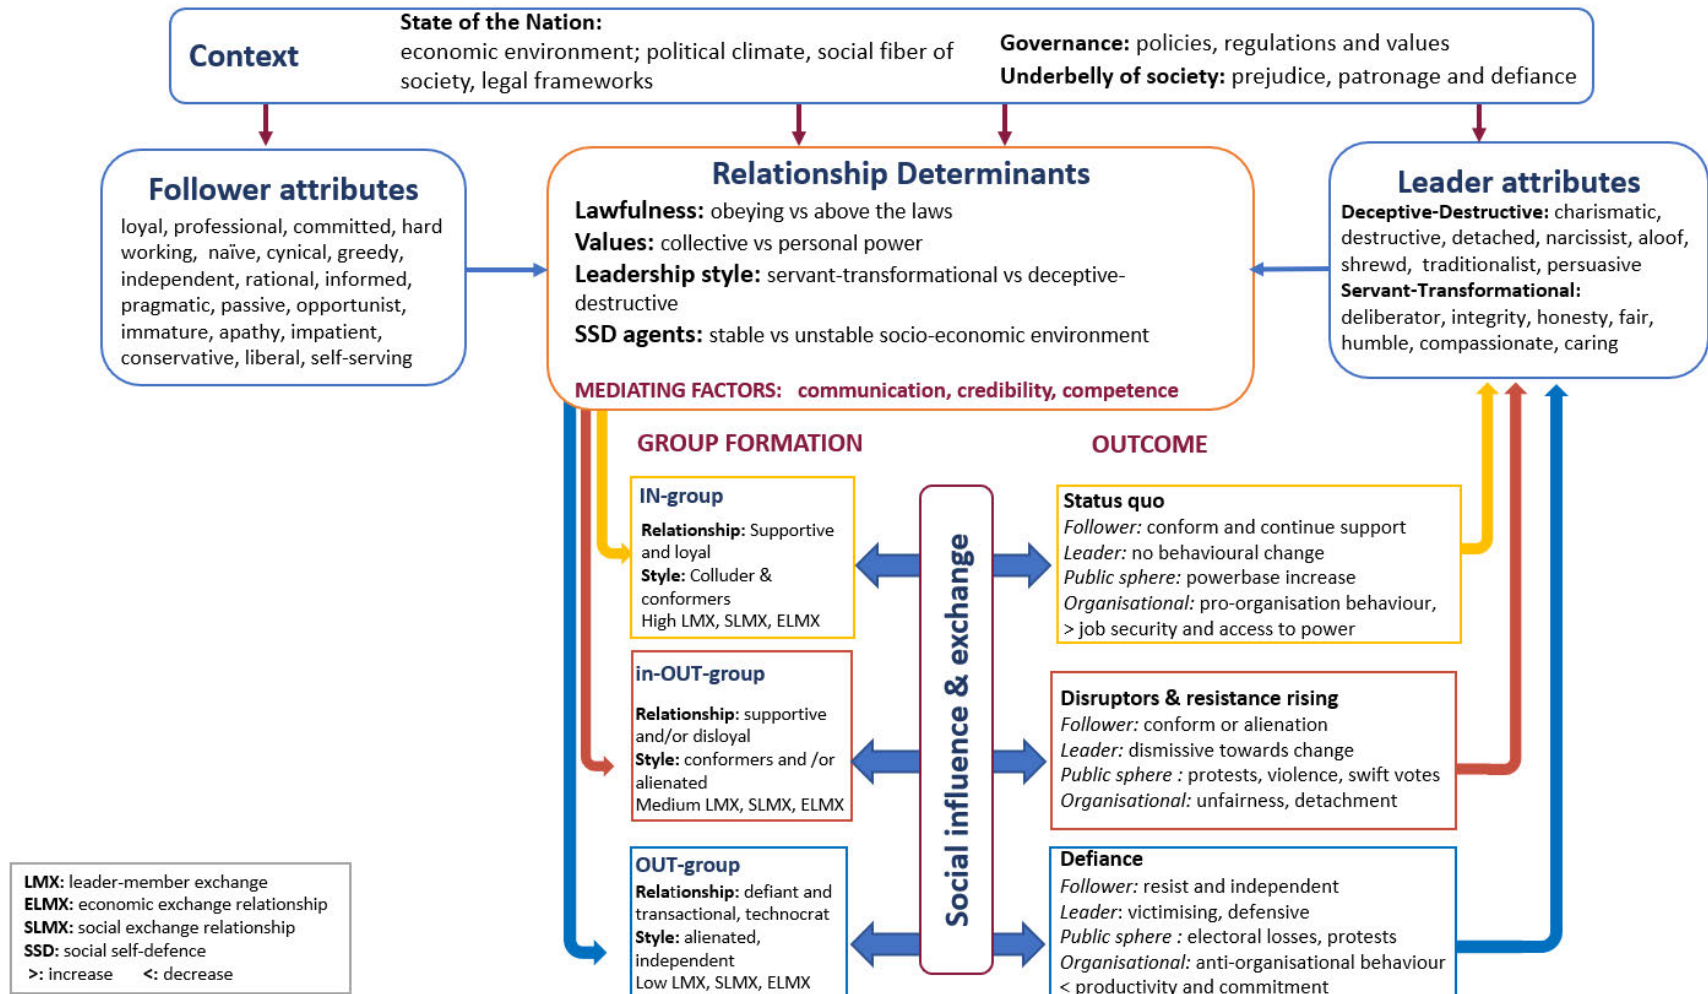 Context
State of the Nation:
economic environment; political climate, social fiber of
society, legal frameworks
Governance: policies, regulations and values
Underbelly of society: prejudice, patronage and defiance
Follower attributes
loyal, professional, committed, hard
working, naïve, cynical, greedy,
independent, rational, informed,
pragmatic, passive, opportunist,
immature, apathy, impatient,
conservative, liberal, self-serving
Relationship Determinants
Lawfulness: obeying vs above the laws
Values: collective vs personal power
Leadership style: servant-transformational vs deceptive-
destructive
SSD agents: stable vs unstable socio-economic environment
MEDIATING FACTORS: communication, credibility, competence
Leader attributes
Deceptive-Destructive: charismatic,
destructive, detached, narcissist, aloof,
shrewd, traditionalist, persuasive
Servant-Transformational:
deliberator, integrity, honesty, fair,
humble, compassionate, caring
GROUP FORMATION
OUTCOME
IN-group
Relationship: Supportive
and loyal
Style: Colluder &
conformers
High LMX, SLMX, ELMX
in-OUT-group
Relationship: supportive
and/or disloyal
Style: conformers and /or
alienated
Medium LMX, SLMX, ELMX
OUT-group
Relationship: defiant and
transactional, technocrat
Style: alienated,
independent
Low LMX, SLMX, ELMX
Social influence & exchange
Status quo
Follower: conform and continue support
Leader: no behavioural change
Public sphere: powerbase increase
Organisational: pro-organisation behaviour,
> job security and access to power
Disruptors & resistance rising
Follower: conform or alienation
Leader: dismissive towards change
Public sphere : protests, violence, swift votes
Organisational: unfairness, detachment
Defiance
Follower: resist and independent
Leader: victimising, defensive
Public sphere : electoral losses, protests
Organisational: anti-organisational behaviour
< productivity and commitment
LMX: leader-member exchange
ELMX: economic exchange relationship
SLMX: social exchange relationship
SSD: social self-defence
>: increase <: decrease